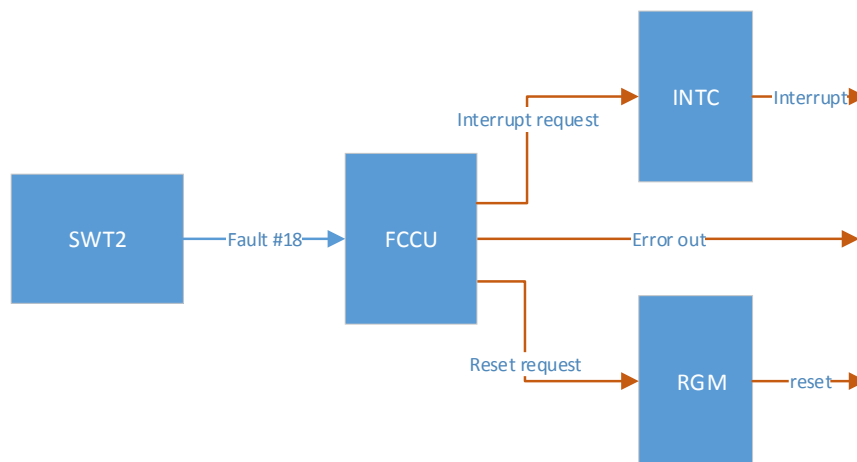 INTC
Interrupt
Interrupt request
SWT2
Fault #18
FCCU
Error out
Reset request
RGM
reset